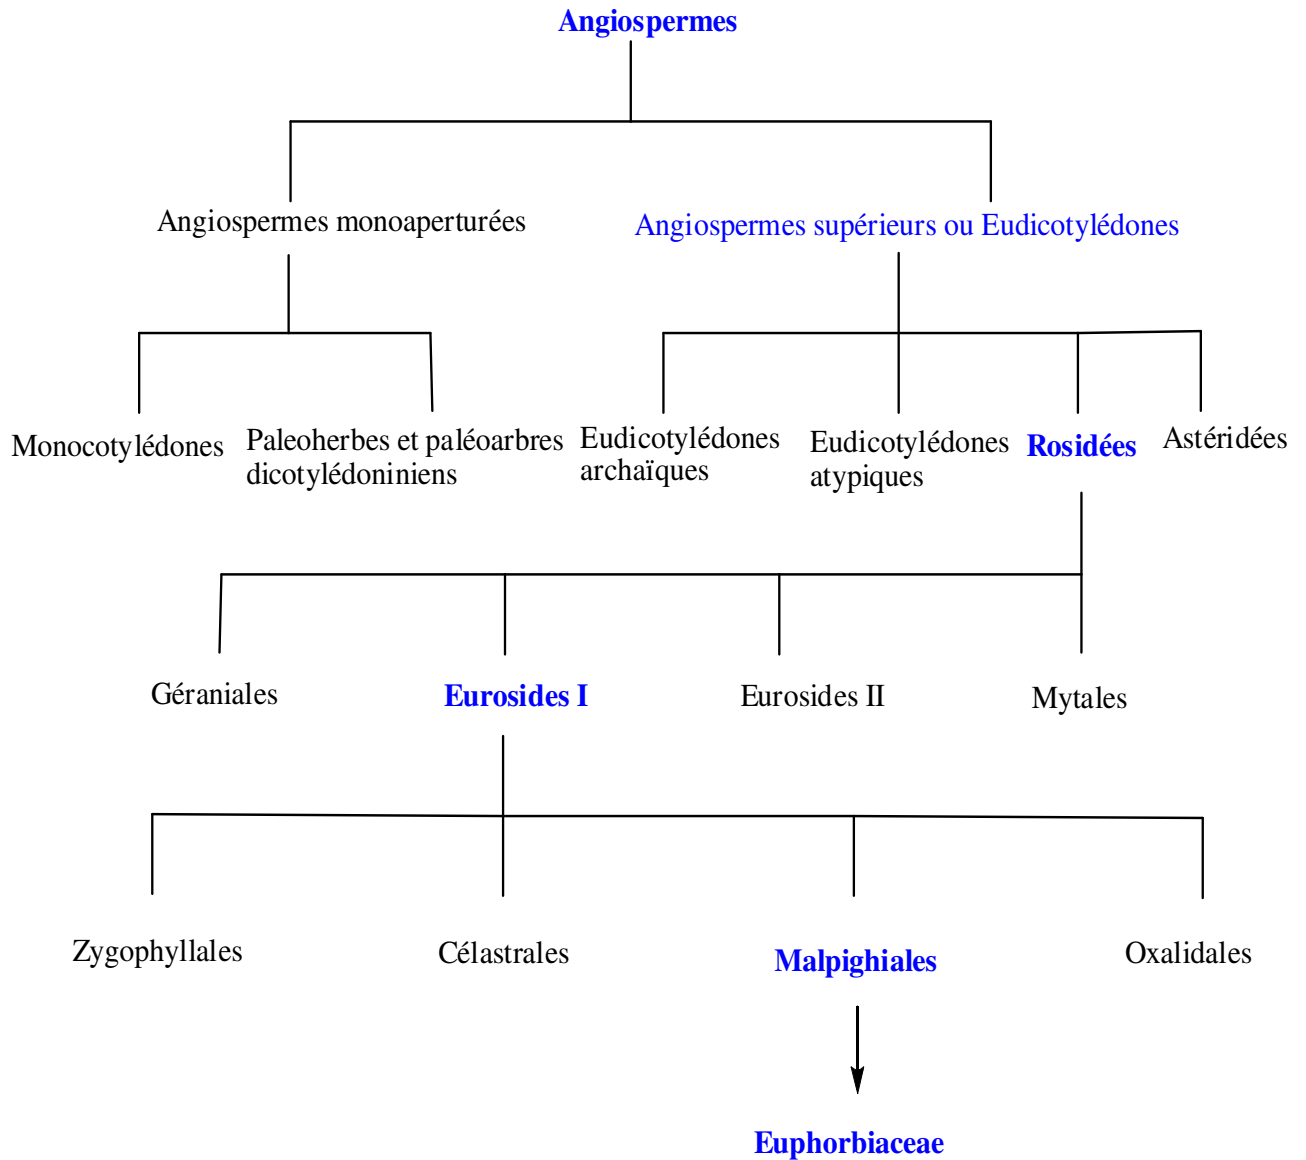 Angiospermes
Angiospermes monoaperturées
Angiospermes supérieurs ou Eudicotylédones
Monocotylédones
Paleoherbes et paléoarbres
dicotylédoniniens
Eudicotylédones
archaïques
Eudicotylédones
atypiques
Rosidées
Astéridées
Géraniales
Eurosides I
Eurosides II
Mytales
Zygophyllales
Célastrales
Malpighiales
Oxalidales
Euphorbiaceae